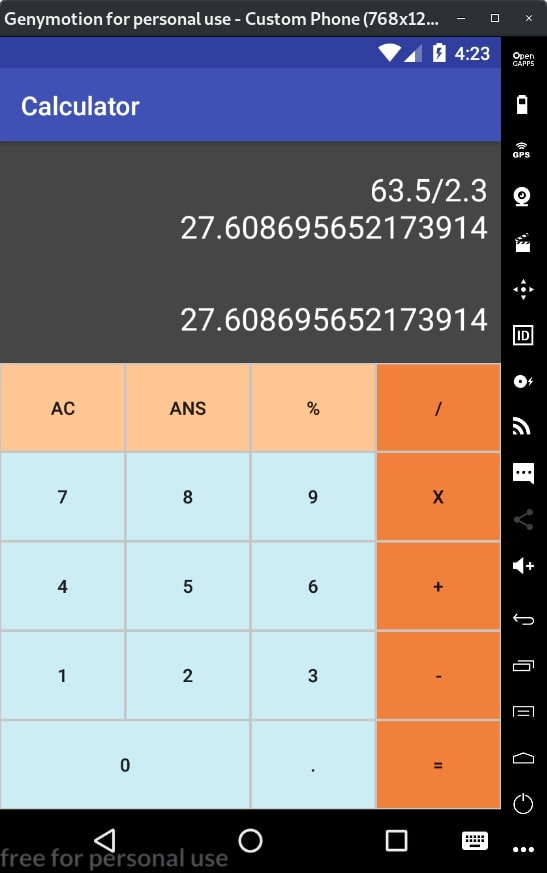 Genymotion for personal use - Custom Phone (768x12...
4:23
Open
GAPPS
Calculator
GPS
63.5/2.3
27.608695652173914
27.608695652173914
ID
AC ANS % /
7 8 9 X
4 5 6 +
1 2 3 -
0 . =
free for personal use